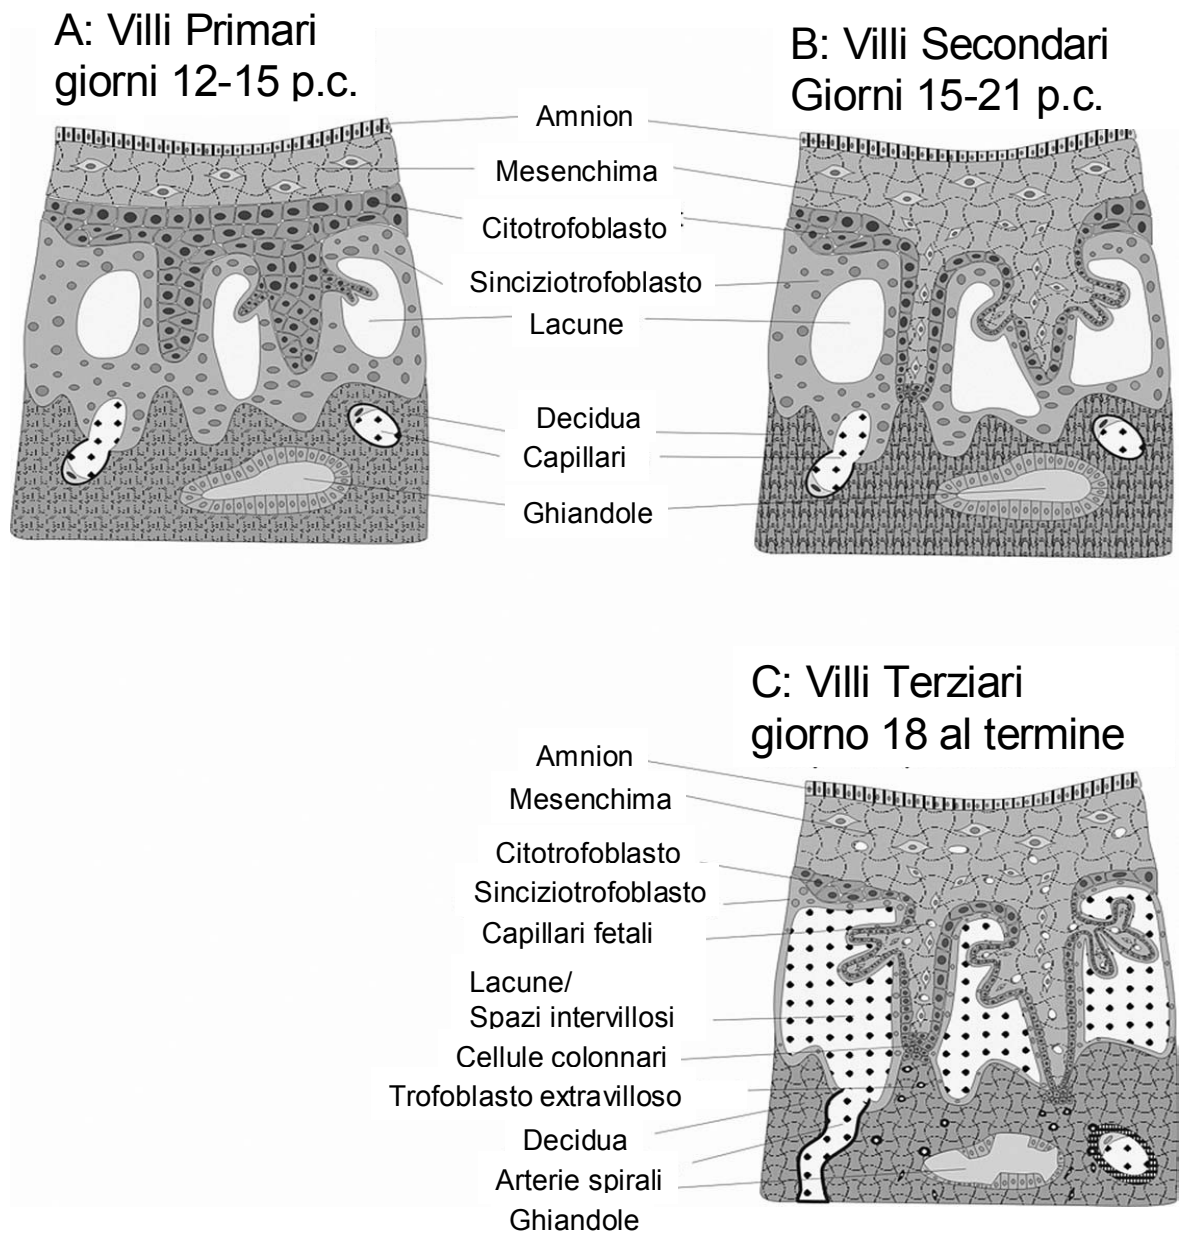 A: Villi Primari
giorni 12-15 p.c.
B: Villi Secondari
Giorni 15-21 p.c.
Amnion
Mesenchima
Citotrofoblasto
Sinciziotrofoblasto
Lacune
Decidua
Capillari
Ghiandole
C: Villi Terziari
giorno 18 al termine
Amnion
Mesenchima
Citotrofoblasto
Sinciziotrofoblasto
Capillari fetali
Lacune/
Spazi intervillosi
Cellule colonnari
Trofoblasto extravilloso
Decidua
Arterie spirali
Ghiandole